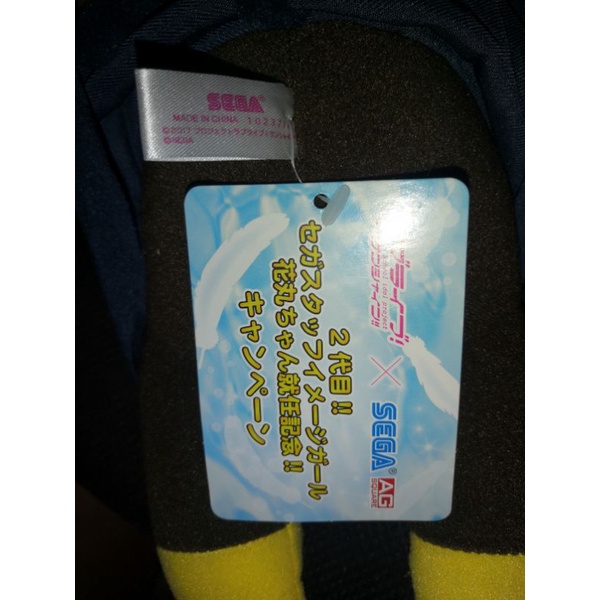 SEGA
MADE IN CHINA
©SEGA
ラブライブ!
サンシャイン!!
×
SEGA
AG
SQUARE
2代目!!
セガスタッフイメージガール
花丸ちゃん就任記念!!
キャンペーン